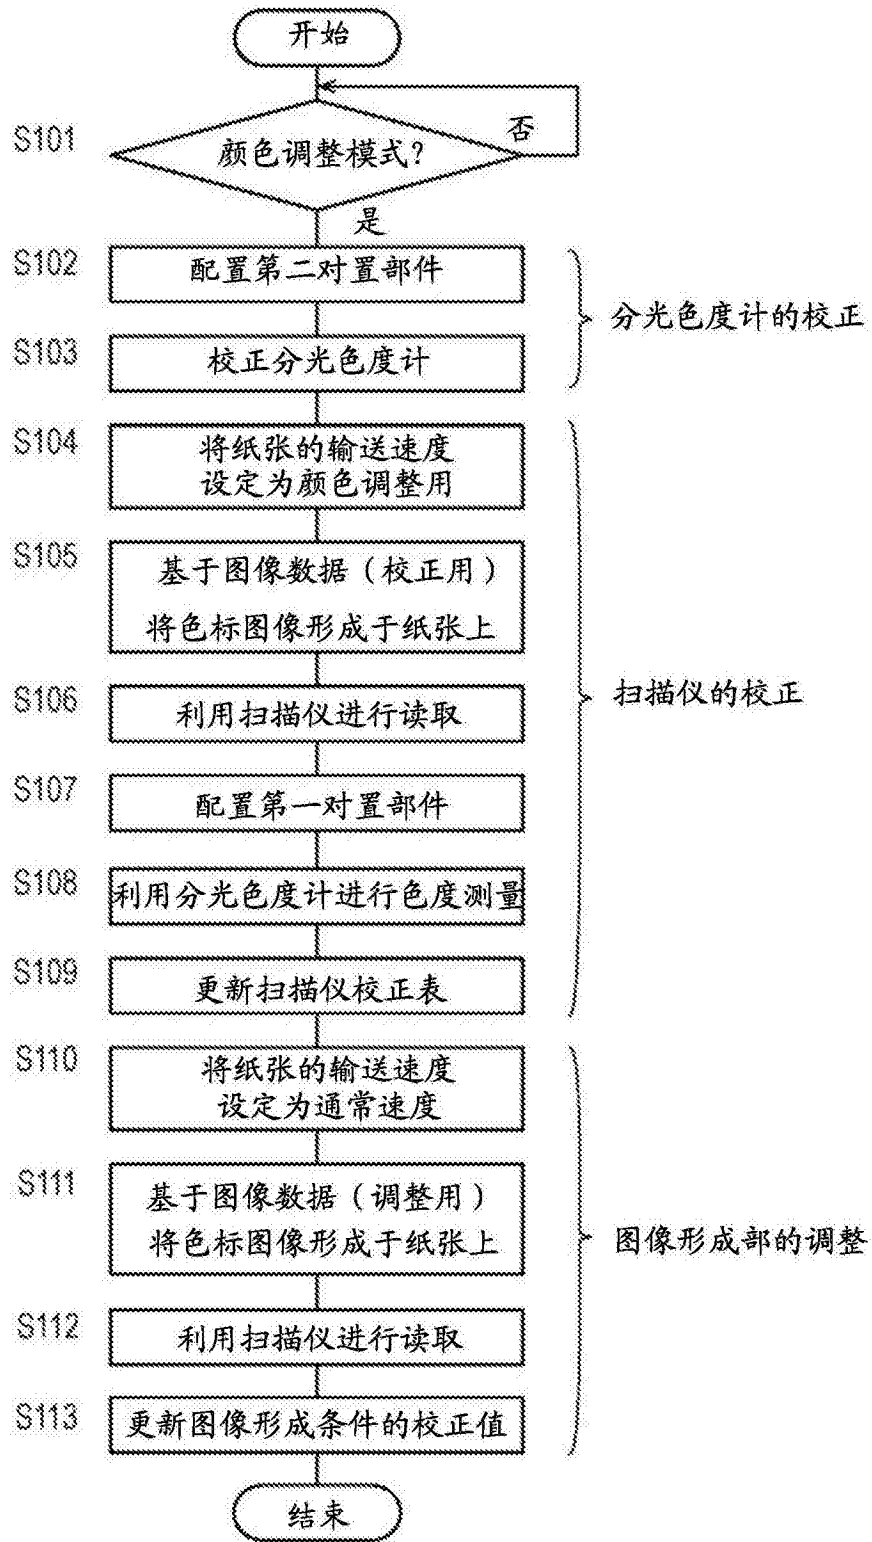 开始
S101
颜色调整模式?
否
是
S102
配置第二对置部件
S103
校正分光色度计
分光色度计的校正
S104
将纸张的输送速度
设定为颜色调整用
S105
基于图像数据(校正用)
将色标图像形成于纸张上
S106
利用扫描仪进行读取
扫描仪的校正
S107
配置第一对置部件
S108
利用分光色度计进行色度测量
S109
更新扫描仪校正表
S110
将纸张的输送速度
设定为通常速度
S111
基于图像数据(调整用)
将色标图像形成于纸张上
图像形成部的调整
S112
利用扫描仪进行读取
S113
更新图像形成条件的校正值
结束